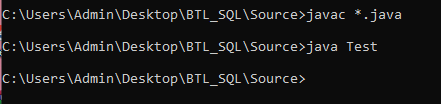 C:\Users\Admin\Desktop\BTL_SQL\Source>javac *.java
C:\Users\Admin\Desktop\BTL_SQL\Source>java Test
C:\Users\Admin\Desktop\BTL_SQL\Source>